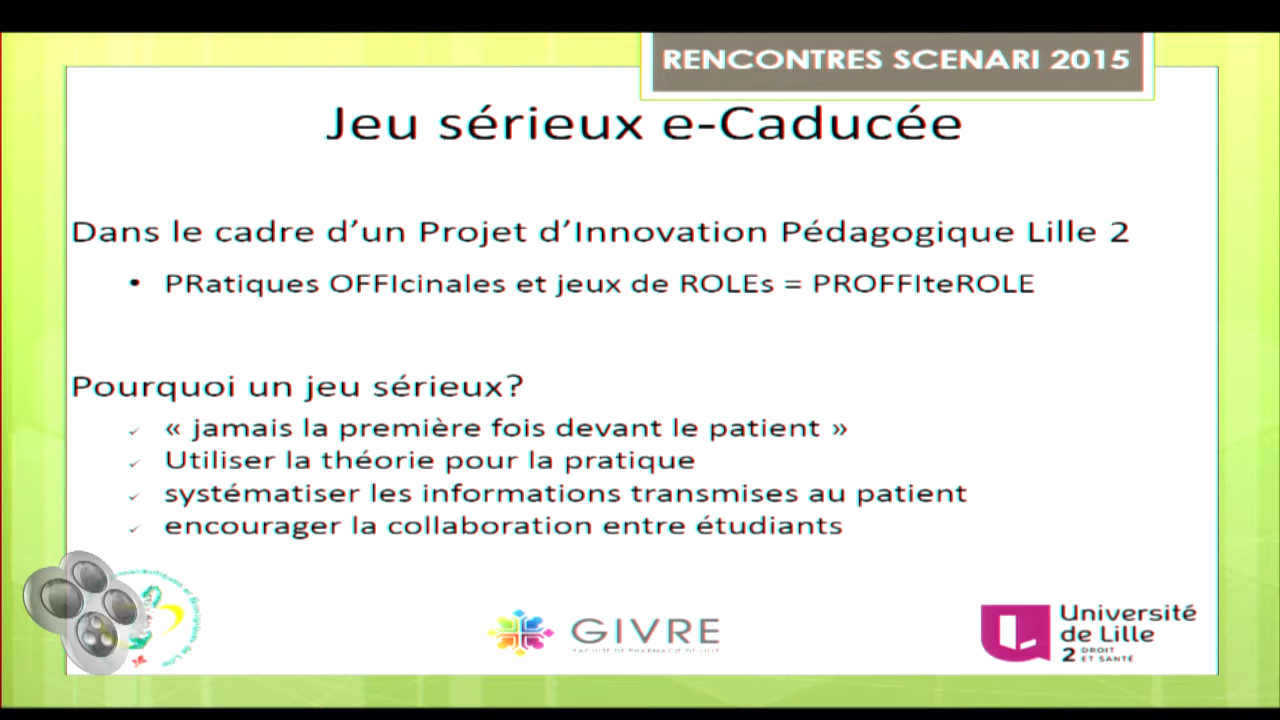 RENCONTRES SCENARI 2015
Jeu sérieux e-Caducée
Dans le cadre d’un Projet d’Innovation Pédagogique Lille 2
• PRatiques OFFIcinales et jeux de ROLEs = PROFFIteROLE
Pourquoi un jeu sérieux?
✓ « jamais la première fois devant le patient »
✓ Utiliser la théorie pour la pratique
✓ systématiser les informations transmises au patient
✓ encourager la collaboration entre étudiants
GIVRE
FACULTÉ DE PHARMACIE DE LILLE
Université
de Lille
2 DROIT
ET SANTÉ